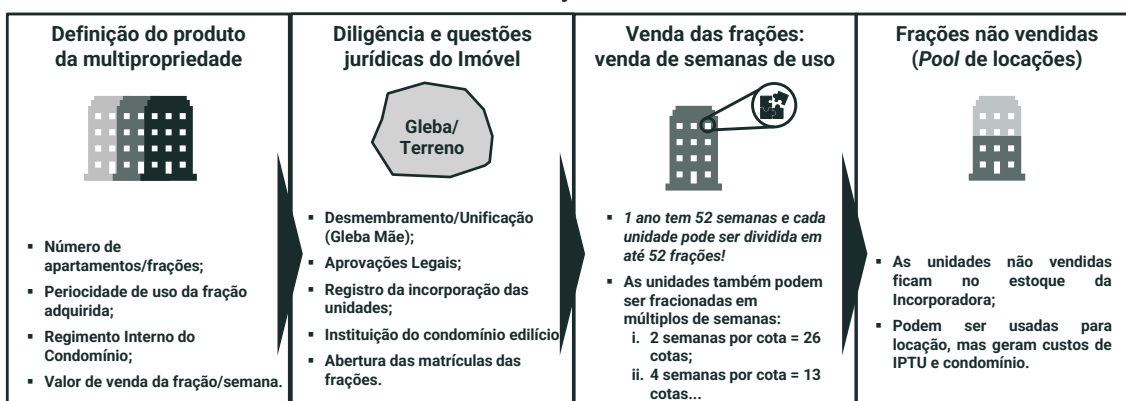 Definição do produto
da multipropriedade
▪ Número de
apartamentos/frações;
▪ Periocidade de uso da fração
adquirida;
▪ Regimento Interno do
Condomínio;
▪ Valor de venda da fração/semana.
Diligência e questões
jurídicas do Imóvel
Gleba/
Terreno
▪ Desmembramento/Unificação
(Gleba Mãe);
▪ Aprovações Legais;
▪ Registro da incorporação das
unidades;
▪ Instituição do condomínio edilício
▪ Abertura das matrículas das
frações.
Venda das frações:
venda de semanas de uso
▪ 1 ano tem 52 semanas e cada
unidade pode ser dividida em
até 52 frações!
▪ As unidades também podem
ser fracionadas em
múltiplos de semanas:
i. 2 semanas por cota = 26
cotas;
ii. 4 semanas por cota = 13
cotas...
Frações não vendidas
(Pool de locações)
▪ As unidades não vendidas
ficam no estoque da
Incorporadora;
▪ Podem ser usadas para
locação, mas geram custos de
IPTU e condomínio.